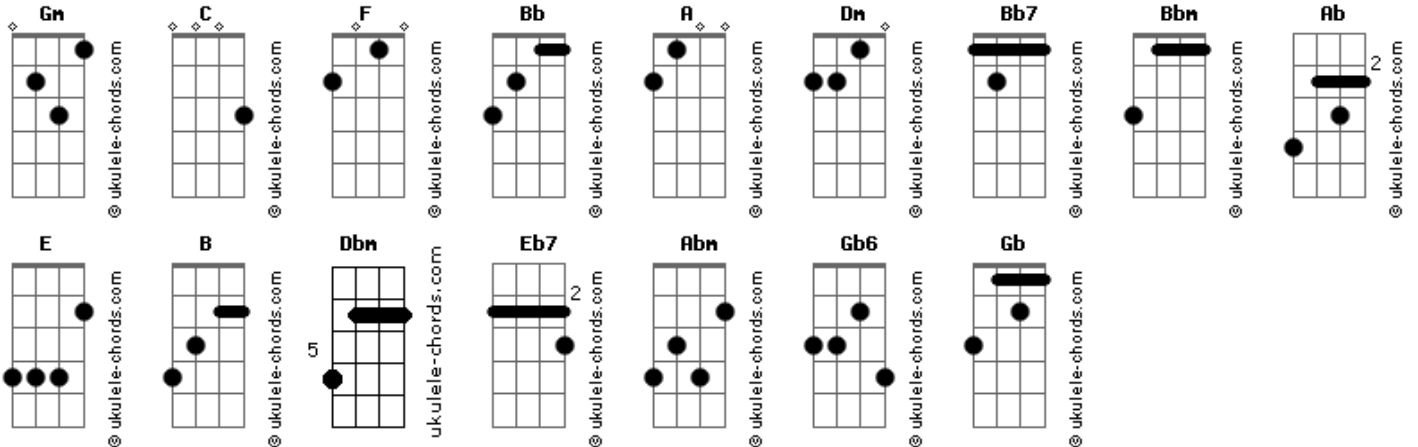 Gm C F Bb A Dm Bb7 Bbm Ab
2
© ukulele-chords.com © ukulele-chords.com © ukulele-chords.com © ukulele-chords.com © ukulele-chords.com © ukulele-chords.com © ukulele-chords.com © ukulele-chords.com © ukulele-chords.com
E B Dbm Eb7 Abm Gb6 Gb
2
5
© ukulele-chords.com © ukulele-chords.com ukulele-chords.com © ukulele-chords.com © ukulele-chords.com © ukulele-chords.com © ukulele-chords.com